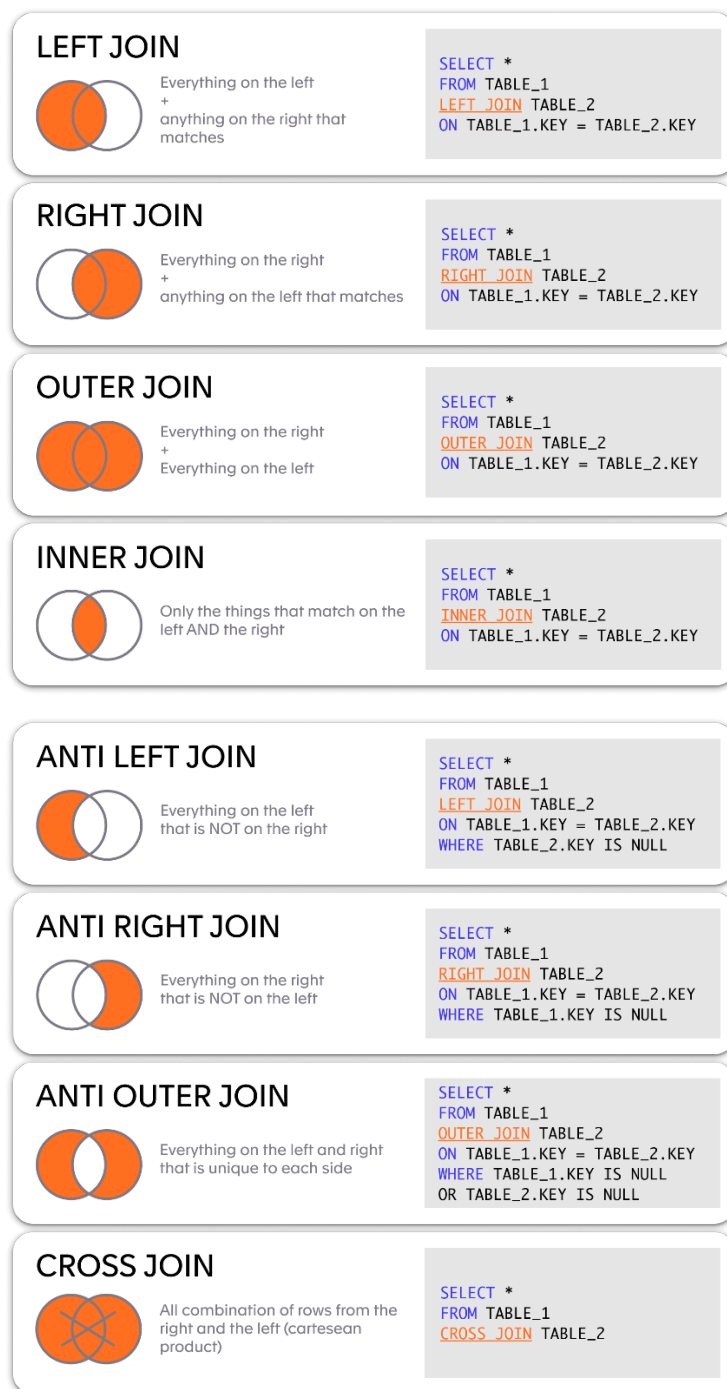 LEFT JOIN
Everything on the left
+
anything on the right that
matches
SELECT *
FROM TABLE_1
LEFT JOIN TABLE_2
ON TABLE_1.KEY = TABLE_2.KEY
RIGHT JOIN
Everything on the right
+
anything on the left that matches
SELECT *
FROM TABLE_1
RIGHT JOIN TABLE_2
ON TABLE_1.KEY = TABLE_2.KEY
OUTER JOIN
Everything on the right
+
Everything on the left
SELECT *
FROM TABLE_1
OUTER JOIN TABLE_2
ON TABLE_1.KEY = TABLE_2.KEY
INNER JOIN
Only the things that match on the
left AND the right
SELECT *
FROM TABLE_1
INNER JOIN TABLE_2
ON TABLE_1.KEY = TABLE_2.KEY
ANTI LEFT JOIN
Everything on the left
that is NOT on the right
SELECT *
FROM TABLE_1
LEFT JOIN TABLE_2
ON TABLE_1.KEY = TABLE_2.KEY
WHERE TABLE_2.KEY IS NULL
ANTI RIGHT JOIN
Everything on the right
that is NOT on the left
SELECT *
FROM TABLE_1
RIGHT JOIN TABLE_2
ON TABLE_1.KEY = TABLE_2.KEY
WHERE TABLE_1.KEY IS NULL
ANTI OUTER JOIN
Everything on the left and right
that is unique to each side
SELECT *
FROM TABLE_1
OUTER JOIN TABLE_2
ON TABLE_1.KEY = TABLE_2.KEY
WHERE TABLE_1.KEY IS NULL
OR TABLE_2.KEY IS NULL
CROSS JOIN
All combination of rows from the
right and the left (cartesean
product)
SELECT *
FROM TABLE_1
CROSS JOIN TABLE_2